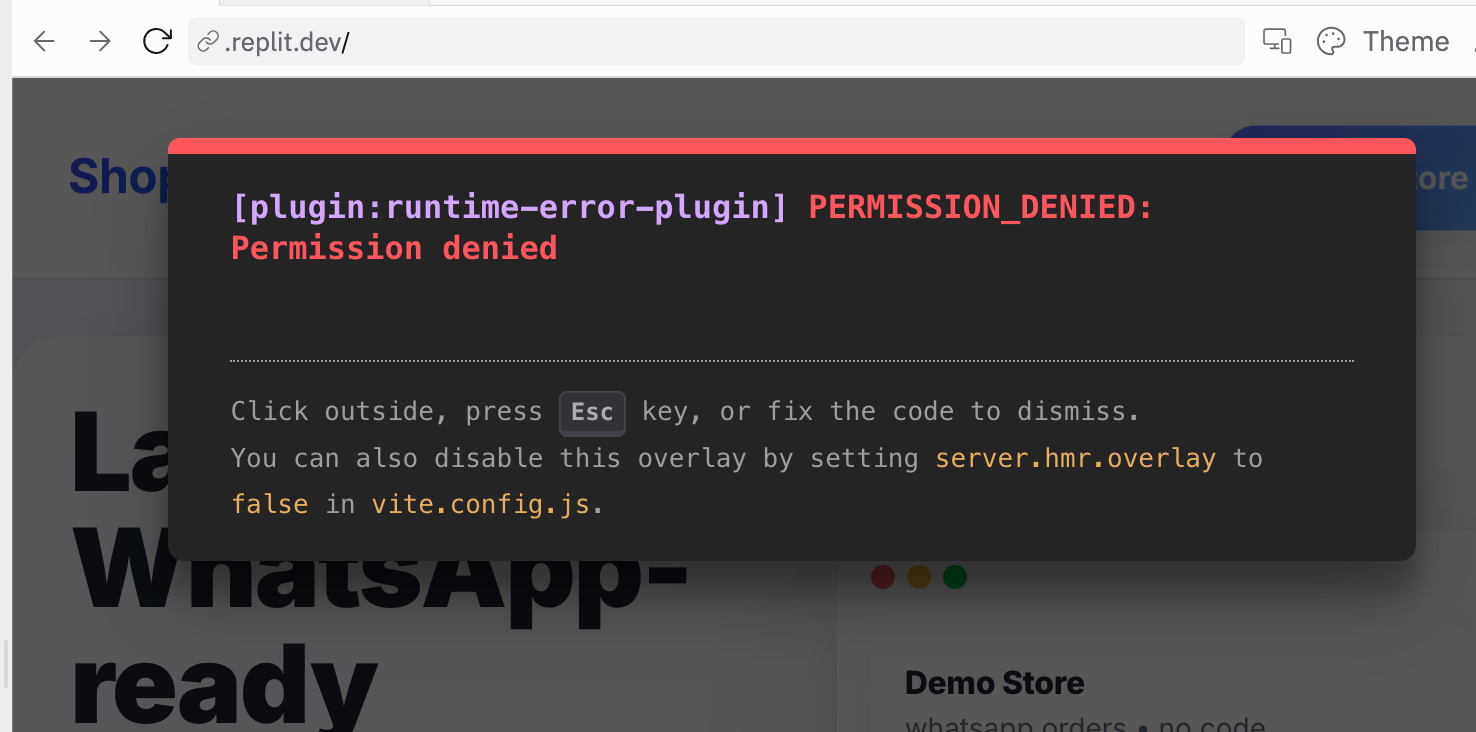 .replit.dev/
Theme
Shop
[plugin:runtime-error-plugin] PERMISSION_DENIED:
Permission denied
Click outside, press Esc key, or fix the code to dismiss.
You can also disable this overlay by setting server.hmr.overlay to
false in vite.config.js.
WhatsApp-
ready
Demo Store
whatsapp orders • no code